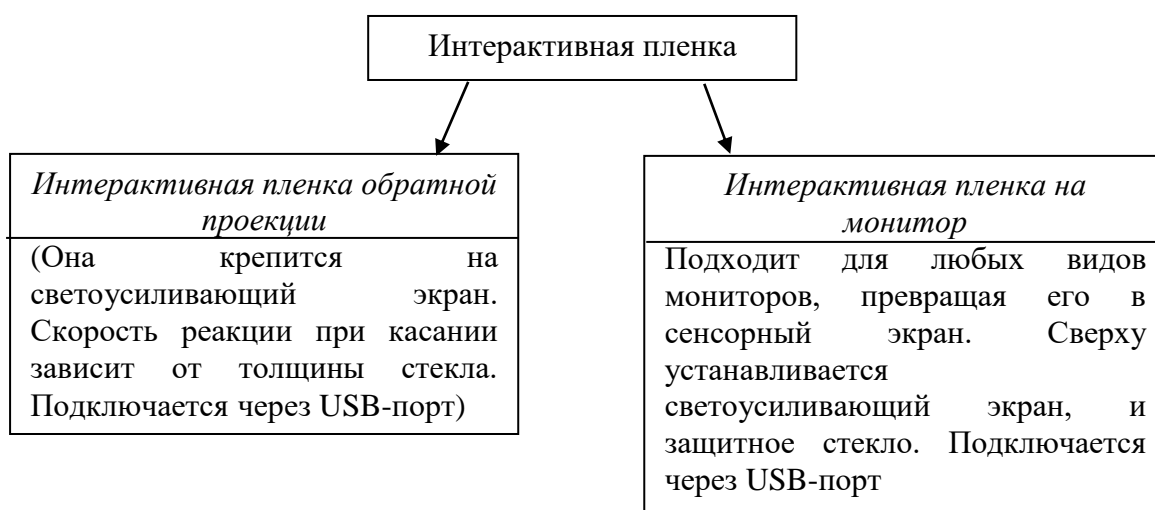 Интерактивная пленка
Интерактивная пленка обратной
проекции
(Она крепится на
светоусиливающий экран.
Скорость реакции при касании
зависит от толщины стекла.
Подключается через USB-порт)
Интерактивная пленка на
монитор
Подходит для любых видов
мониторов, превращая его в
сенсорный экран. Сверху
устанавливается
светоусиливающий экран, и
защитное стекло. Подключается
через USB-порт